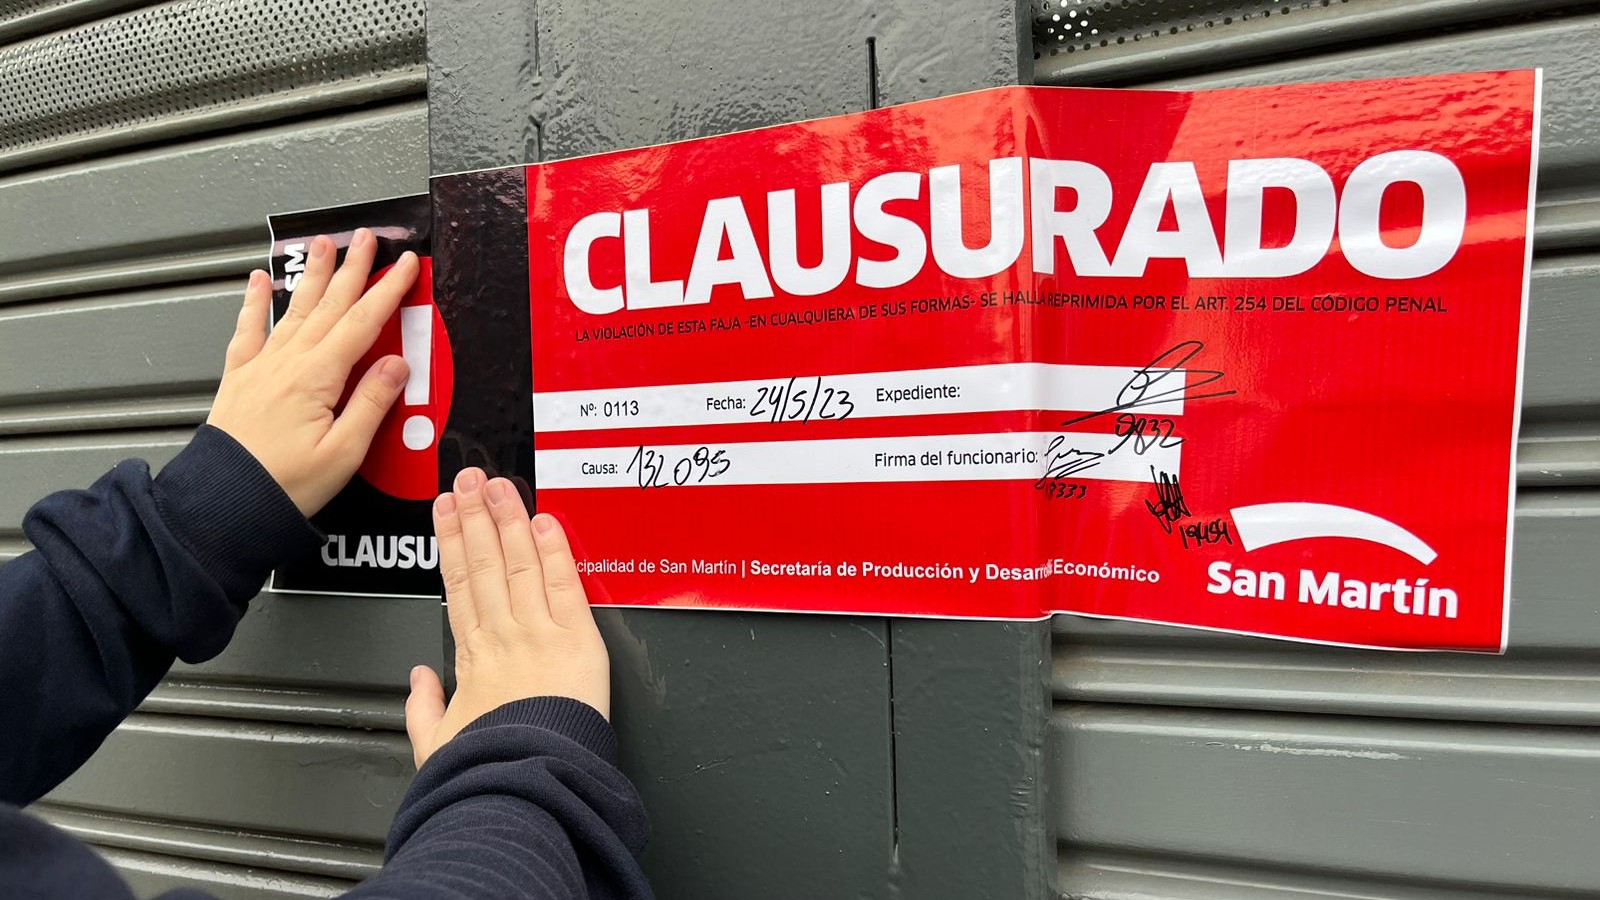 SM
!
CLAUSU
CLAUSURADO
LA VIOLACIÓN DE ESTA FAJA -EN CUALQUIERA DE SUS FORMAS- SE HALLA REPRIMIDA POR EL ART. 254 DEL CÓDIGO PENAL
Nº: 0113 Fecha: 24/5/23 Expediente:
9832
Causa: 132095 Firma del funcionario:
cipalidad de San Martín | Secretaría de Producción y Desarrollo Económico
San Martín